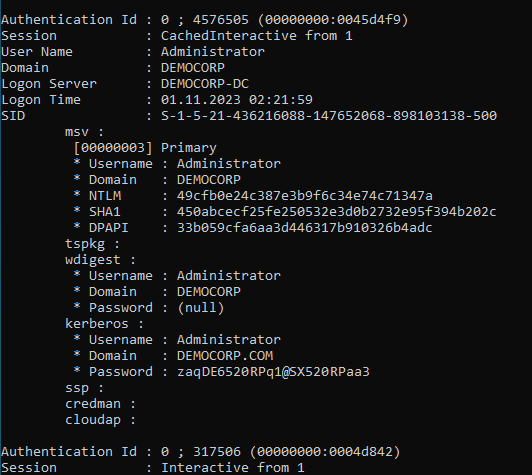 Authentication Id : 0 ; 4576505 (00000000:0045d4f9)
Session           : CachedInteractive from 1
User Name         : Administrator
Domain            : DEMOCORP
Logon Server      : DEMOCORP-DC
Logon Time        : 01.11.2023 02:21:59
SID               : S-1-5-21-436216088-147652068-898103138-500
        msv :
         [00000003] Primary
         * Username : Administrator
         * Domain   : DEMOCORP
         * NTLM     : 49cfb0e24c387e3b9f6c34e74c71347a
         * SHA1     : 450abcecf25fe250532e3d0b2732e95f394b202c
         * DPAPI    : 33b059cfa6aa3d446317b910326b4adc
        tspkg :
        wdigest :
         * Username : Administrator
         * Domain   : DEMOCORP
         * Password : (null)
        kerberos :
         * Username : Administrator
         * Domain   : DEMOCORP.COM
         * Password : zaqDE6520RPq1@SX520RPaa3
        ssp :
        credman :
        cloudap :
Authentication Id : 0 ; 317506 (00000000:0004d842)
Session           : Interactive from 1